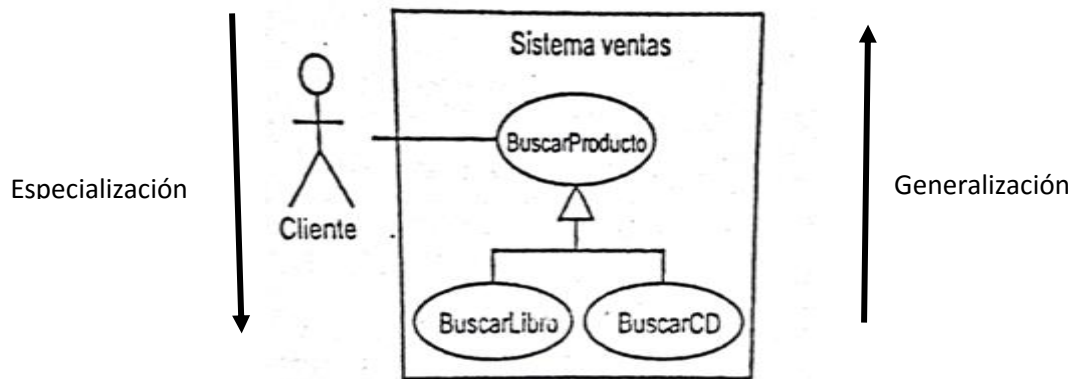 Sistema ventas
BuscarProducto
Especialización
Generalización
Cliente
BuscarLibro
BuscarCD